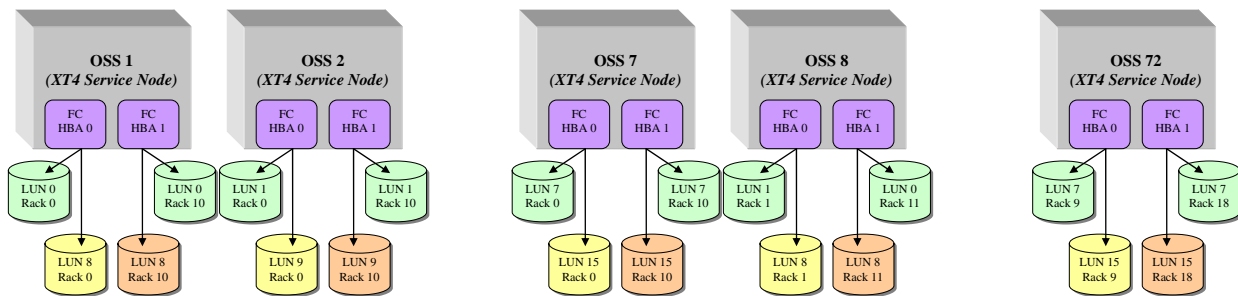 OSS 1
(XT4 Service Node)
FC
HBA 0
FC
HBA 1
LUN 0
Rack 0
LUN 0
Rack 10
LUN 8
Rack 0
LUN 8
Rack 10
OSS 2
(XT4 Service Node)
FC
HBA 0
FC
HBA 1
LUN 1
Rack 0
LUN 1
Rack 10
LUN 9
Rack 0
LUN 9
Rack 10
OSS 7
(XT4 Service Node)
FC
HBA 0
FC
HBA 1
LUN 7
Rack 0
LUN 7
Rack 10
LUN 15
Rack 0
LUN 15
Rack 10
OSS 8
(XT4 Service Node)
FC
HBA 0
FC
HBA 1
LUN 1
Rack 1
LUN 0
Rack 11
LUN 8
Rack 1
LUN 8
Rack 11
OSS 72
(XT4 Service Node)
FC
HBA 0
FC
HBA 1
LUN 7
Rack 9
LUN 7
Rack 18
LUN 15
Rack 9
LUN 15
Rack 18